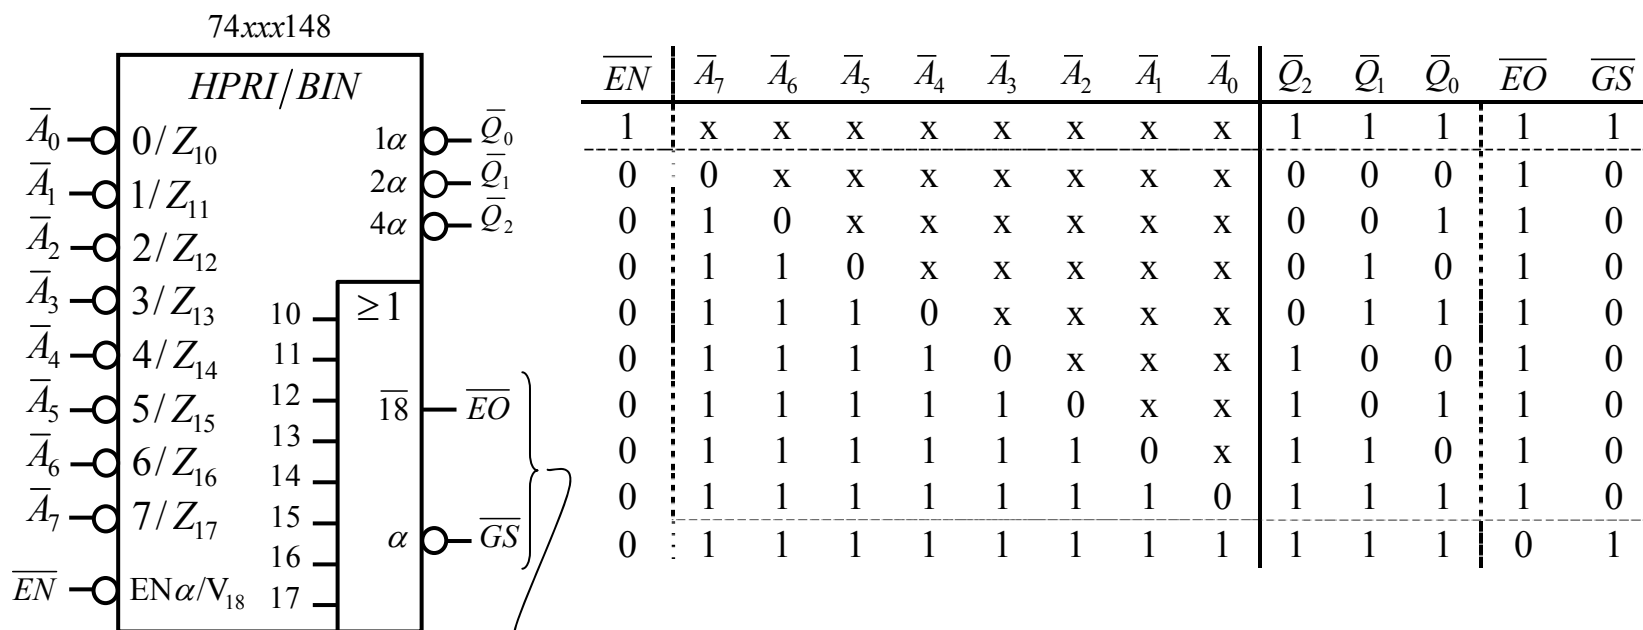 74xxx148
HPRI/BIN
A̅₀ 0/Z₁₀ 1α Q̅₀
A̅₁ 1/Z₁₁ 2α Q̅₁
A̅₂ 2/Z₁₂ 4α Q̅₂
A̅₃ 3/Z₁₃ 10 ≥1
A̅₄ 4/Z₁₄ 11
A̅₅ 5/Z₁₅ 12 1̅8̅ E̅O̅
13
A̅₆ 6/Z₁₆ 14
A̅₇ 7/Z₁₇ 15
α G̅S̅
16
E̅N̅ ENα/V₁₈ 17
E̅N̅ A̅₇ A̅₆ A̅₅ A̅₄ A̅₃ A̅₂ A̅₁ A̅₀ Q̅₂ Q̅₁ Q̅₀ E̅O̅ G̅S̅
1 x x x x x x x x 1 1 1 1 1
0 0 x x x x x x x 0 0 0 1 0
0 1 0 x x x x x x 0 0 1 1 0
0 1 1 0 x x x x x 0 1 0 1 0
0 1 1 1 0 x x x x 0 1 1 1 0
0 1 1 1 1 0 x x x 1 0 0 1 0
0 1 1 1 1 1 0 x x 1 0 1 1 0
0 1 1 1 1 1 1 0 x 1 1 0 1 0
0 1 1 1 1 1 1 1 0 1 1 1 1 0
0 1 1 1 1 1 1 1 1 1 1 1 0 1